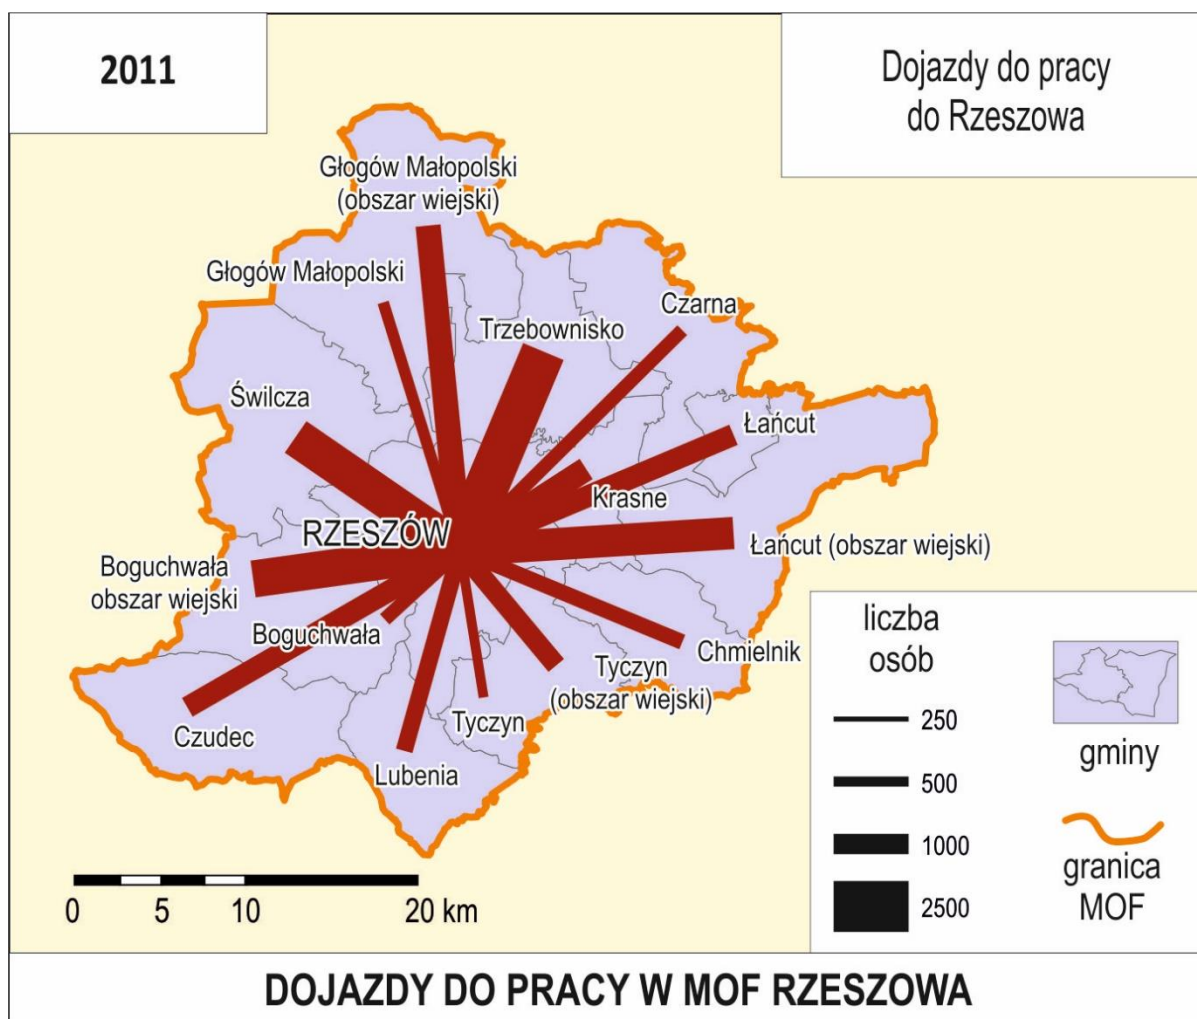 2011
Dojazdy do pracy
do Rzeszowa
Głogów Małopolski
(obszar wiejski)
Głogów Małopolski
Czarna
Trzebownisko
Świlcza
Łańcut
Krasne
RZESZÓW
Łańcut (obszar wiejski)
Boguchwała
obszar wiejski
Boguchwała
Chmielnik
Tyczyn
(obszar wiejski)
Tyczyn
Czudec
Lubenia
liczba
osób
250
500
1000
2500
gminy
granica
MOF
0 5 10 20 km
DOJAZDY DO PRACY W MOF RZESZOWA